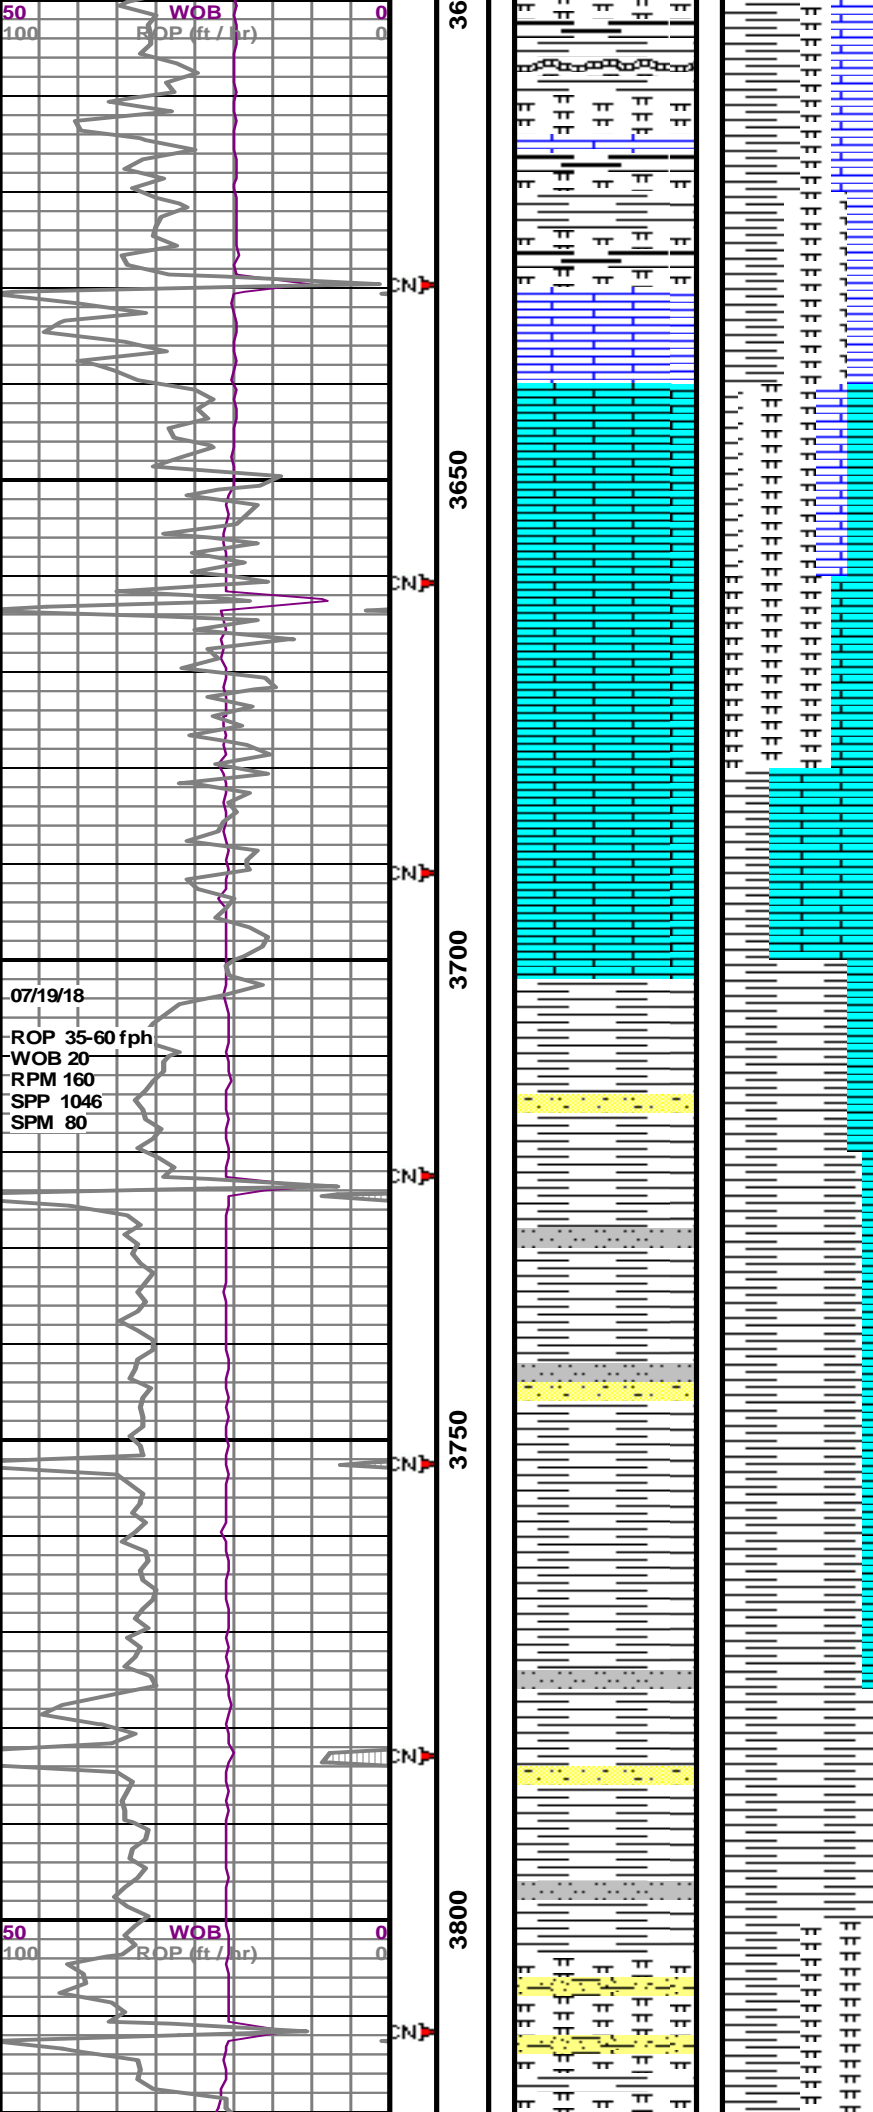 50 WOB 0
100 ROP (ft / hr) 0
CN}
3650
CN}
CN}
3700
07/19/18
ROP 35-60 fph
WOB 20
RPM 160
SPP 1046
SPM 80
CN}
3750
CN}
CN}
3800
50 WOB 0
100 ROP (ft / hr) 0
CN}